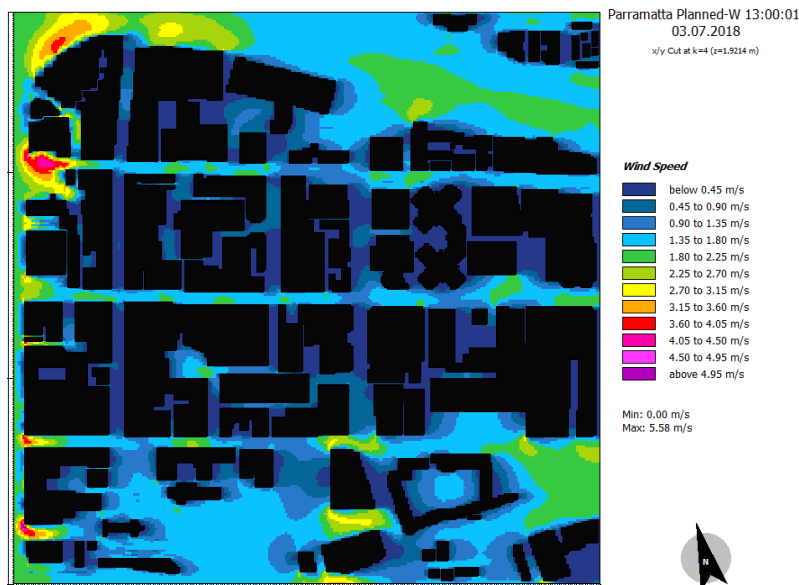 Parramatta Planned-W 13:00:01
03.07.2018
x/y Cut at k=4 (z=1.9214 m)
Wind Speed
below 0.45 m/s
0.45 to 0.90 m/s
0.90 to 1.35 m/s
1.35 to 1.80 m/s
1.80 to 2.25 m/s
2.25 to 2.70 m/s
2.70 to 3.15 m/s
3.15 to 3.60 m/s
3.60 to 4.05 m/s
4.05 to 4.50 m/s
4.50 to 4.95 m/s
above 4.95 m/s
Min: 0.00 m/s
Max: 5.58 m/s
N